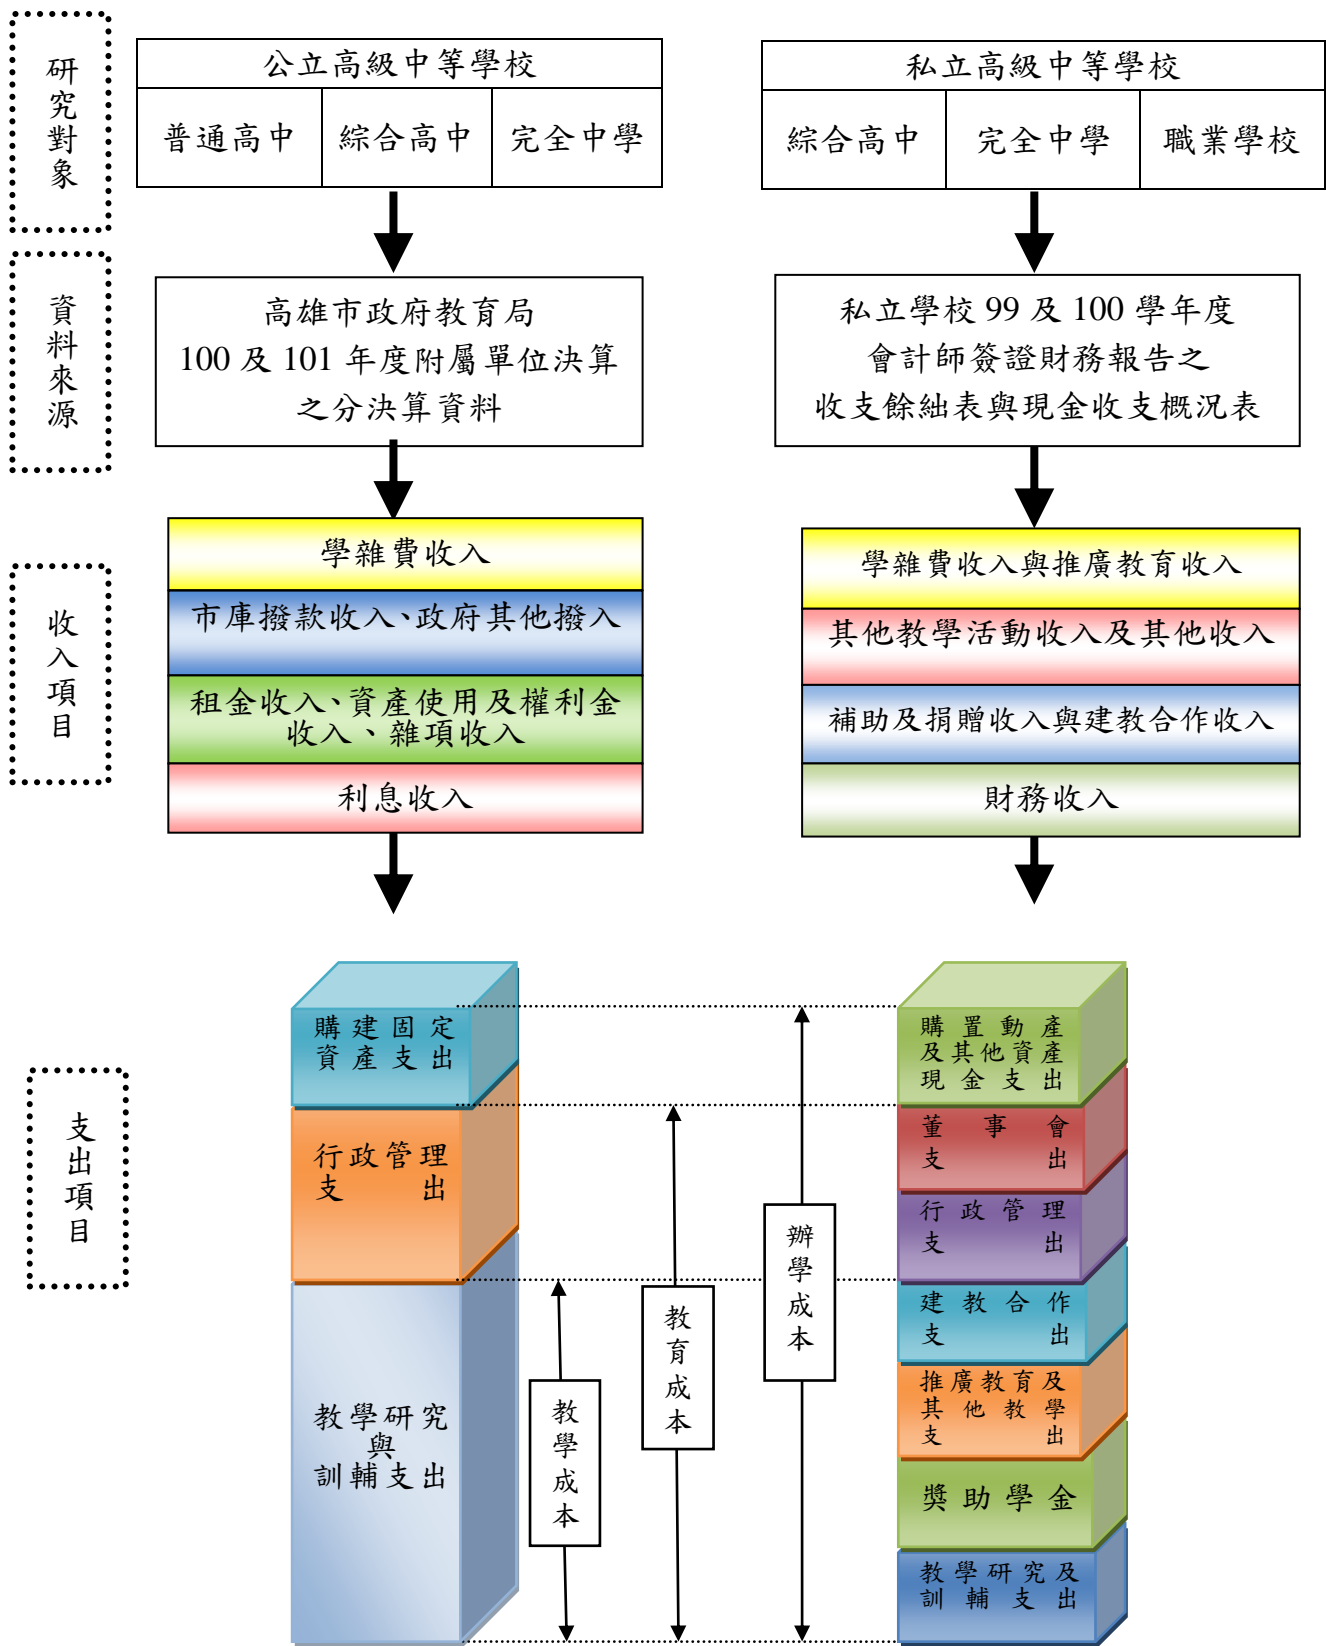 研究對象
公立高級中等學校
普通高中 綜合高中 完全中學
私立高級中等學校
綜合高中 完全中學 職業學校
資料來源
高雄市政府教育局
100 及 101 年度附屬單位決算
之分決算資料
私立學校 99 及 100 學年度
會計師簽證財務報告之
收支餘絀表與現金收支概況表
收入項目
學雜費收入
市庫撥款收入、政府其他撥入
租金收入、資產使用及權利金
收入、雜項收入
利息收入
學雜費收入與推廣教育收入
其他教學活動收入及其他收入
補助及捐贈收入與建教合作收入
財務收入
支出項目
購建固定
資產支出
行政管理
支出
教學研究
與
訓輔支出
教學成本
教育成本
辦學成本
購置動產
及其他資產
現金支出
董事會
支出
行政管理
支出
建教合作
支出
推廣教育及
其他教學
支出
獎助學金
教學研究及
訓輔支出